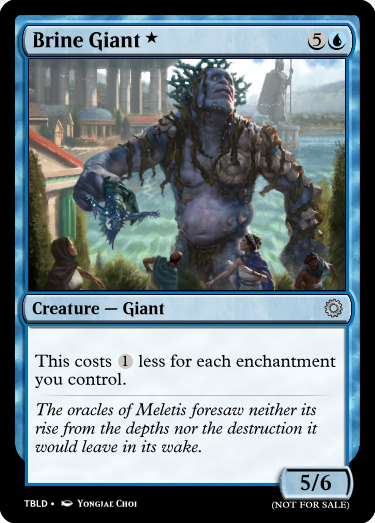 Brine Giant ★ 5
Creature — Giant
This costs 1 less for each enchantment
you control.
The oracles of Meletis foresaw neither its
rise from the depths nor the destruction it
would leave in its wake.
5/6
TBLD • Yongjae Choi
(NOT FOR SALE)